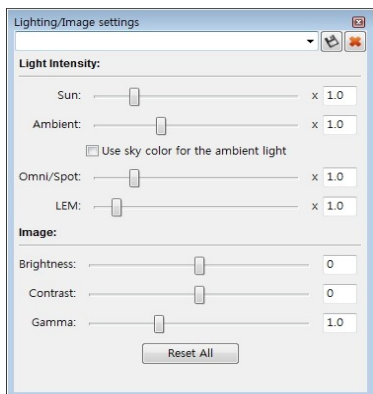 Lighting/Image settings
Light Intensity:
Sun: x 1.0
Ambient: x 1.0
Use sky color for the ambient light
Omni/Spot: x 1.0
LEM: x 1.0
Image:
Brightness: 0
Contrast: 0
Gamma: 1.0
Reset All